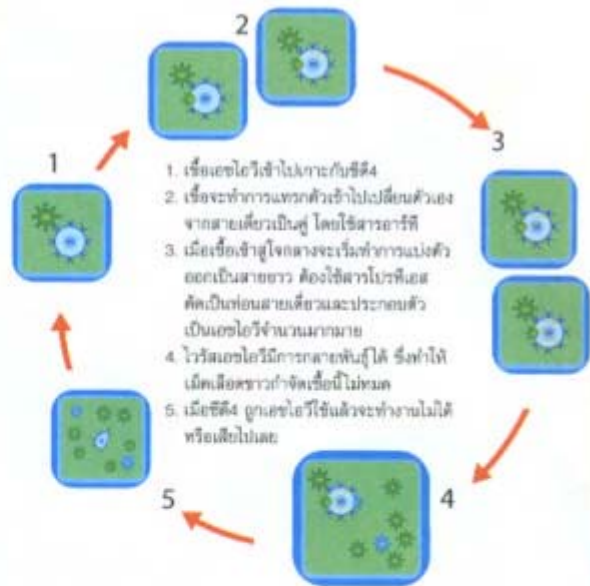 2
1
3
1. เชื้อเอชไอวีเข้าไปเกาะกับซีดี4
2. เชื้อจะทำการแทรกตัวเข้าไปเปลี่ยนตัวเอง
จากสายเดี่ยวเป็นคู่ โดยใช้สารอาร์ที
3. เมื่อเชื้อเข้าสู่ใจกลางจะเริ่มทำการแบ่งตัว
ออกเป็นสายยาว ต้องใช้สารโปรทีเอส
ตัดเป็นท่อนสายเดี่ยวและประกอบตัว
เป็นเอชไอวีจำนวนมากมาย
4. ไวรัสเอชไอวีมีการกลายพันธุ์ได้ ซึ่งทำให้
เม็ดเลือดขาวกำจัดเชื้อนี้ไม่หมด
5. เมื่อซีดี4 ถูกเอชไอวีใช้แล้วจะทำงานไม่ได้
หรือเสียไปเลย
5
4